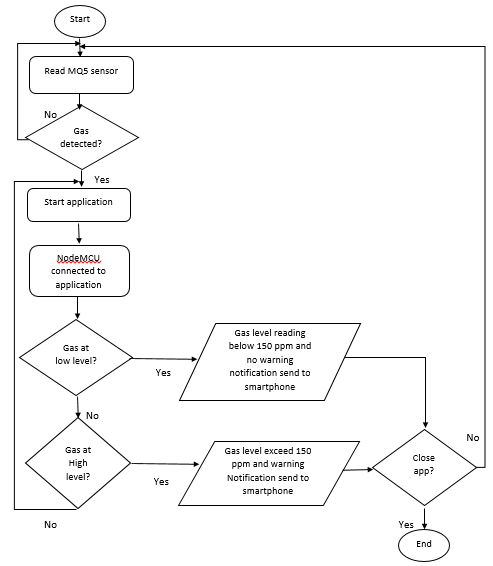 Start
Read MQ5 sensor
No
Gas
detected?
Yes
Start application
NodeMCU
connected to
application
Gas at
low level?
Yes
Gas level reading
below 150 ppm and
no warning
notification send to
smartphone
No
Gas at
High
level?
Yes
Gas level exceed 150
ppm and warning
Notification send to
smartphone
Close
app?
No
No
Yes
End